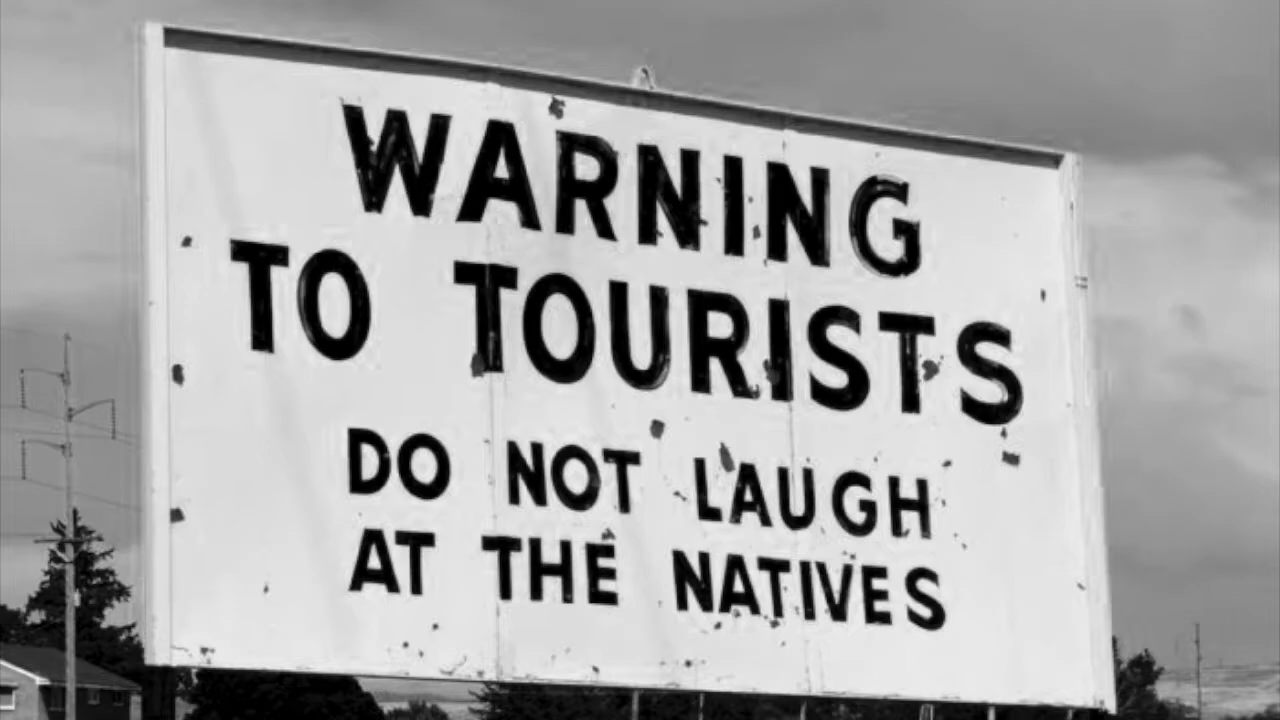 WARNING
TO TOURISTS
DO NOT LAUGH
AT THE NATIVES